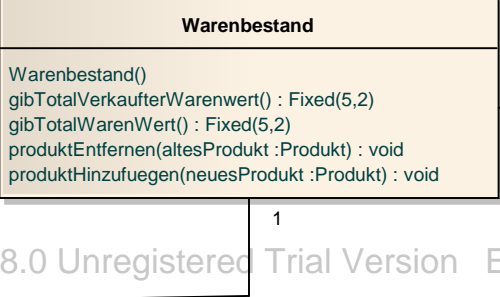 Warenbestand
Warenbestand()
gibTotalVerkaufterWarenwert() : Fixed(5,2)
gibTotalWarenWert() : Fixed(5,2)
produktEntfernen(altesProdukt :Produkt) : void
produktHinzufuegen(neuesProdukt :Produkt) : void
1
8.0 Unregistered Trial Version E